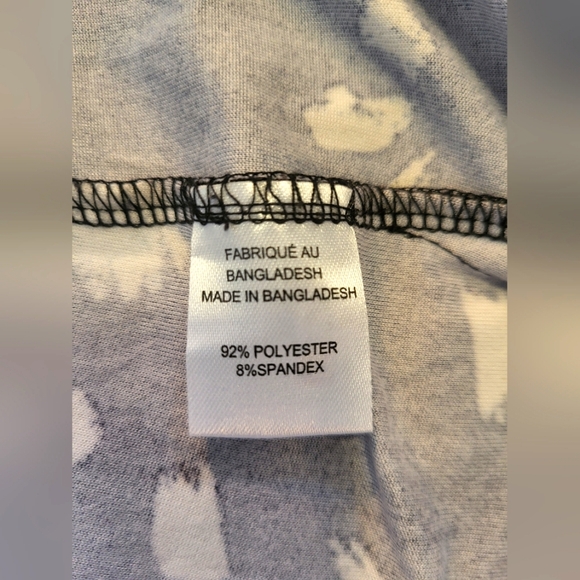 FABRIQUÉ AU
BANGLADESH
MADE IN BANGLADESH
92% POLYESTER
8%SPANDEX